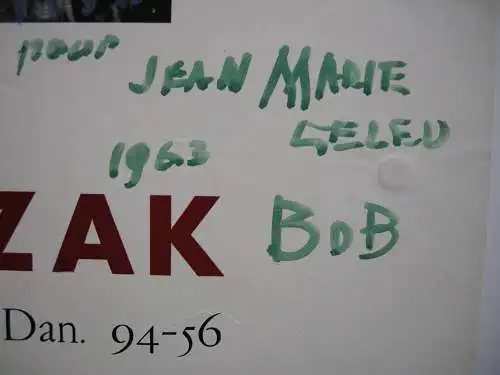 pour JEAN MARIE
GELEU
1963
ZAK BOB
Dan. 94-56